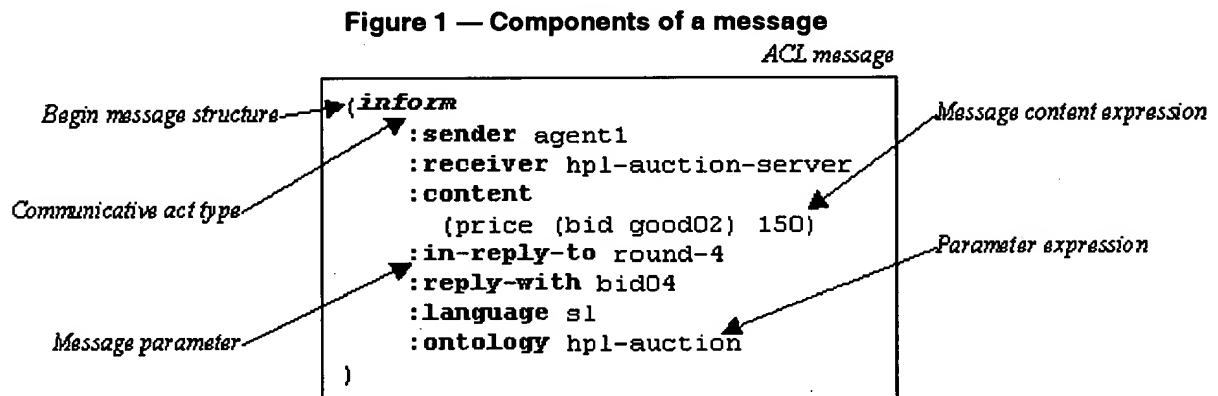 Figure 1 — Components of a message
ACL message
Begin message structure
(inform
:sender agent1
Message content expression
:receiver hpl-auction-server
:content
Communicative act type
(price (bid good02) 150)
:in-reply-to round-4
Parameter expression
:reply-with bid04
:language sl
Message parameter
:ontology hpl-auction
)